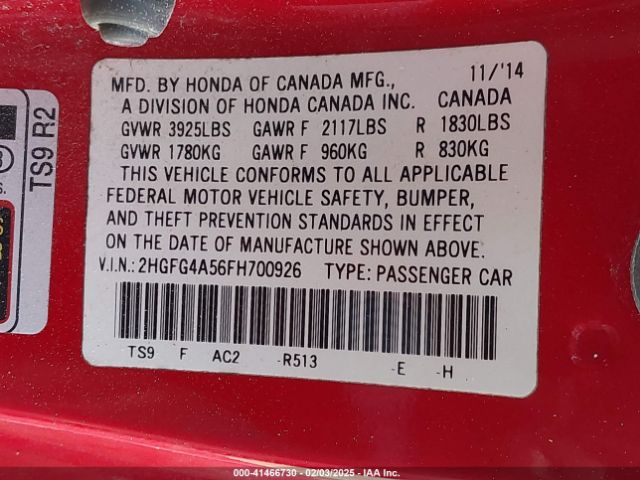 MFD. BY HONDA OF CANADA MFG., 11/'14
A DIVISION OF HONDA CANADA INC. CANADA
GVWR 3925LBS GAWR F 2117LBS R 1830LBS
GVWR 1780KG GAWR F 960KG R 830KG
THIS VEHICLE CONFORMS TO ALL APPLICABLE
FEDERAL MOTOR VEHICLE SAFETY, BUMPER,
AND THEFT PREVENTION STANDARDS IN EFFECT
ON THE DATE OF MANUFACTURE SHOWN ABOVE.
V.I.N.: 2HGFG4A56FH700926 TYPE: PASSENGER CAR
TS9 F AC2 -R513 -E -H
TS9 R2
000-41466730 - 02/03/2025 - IAA Inc.